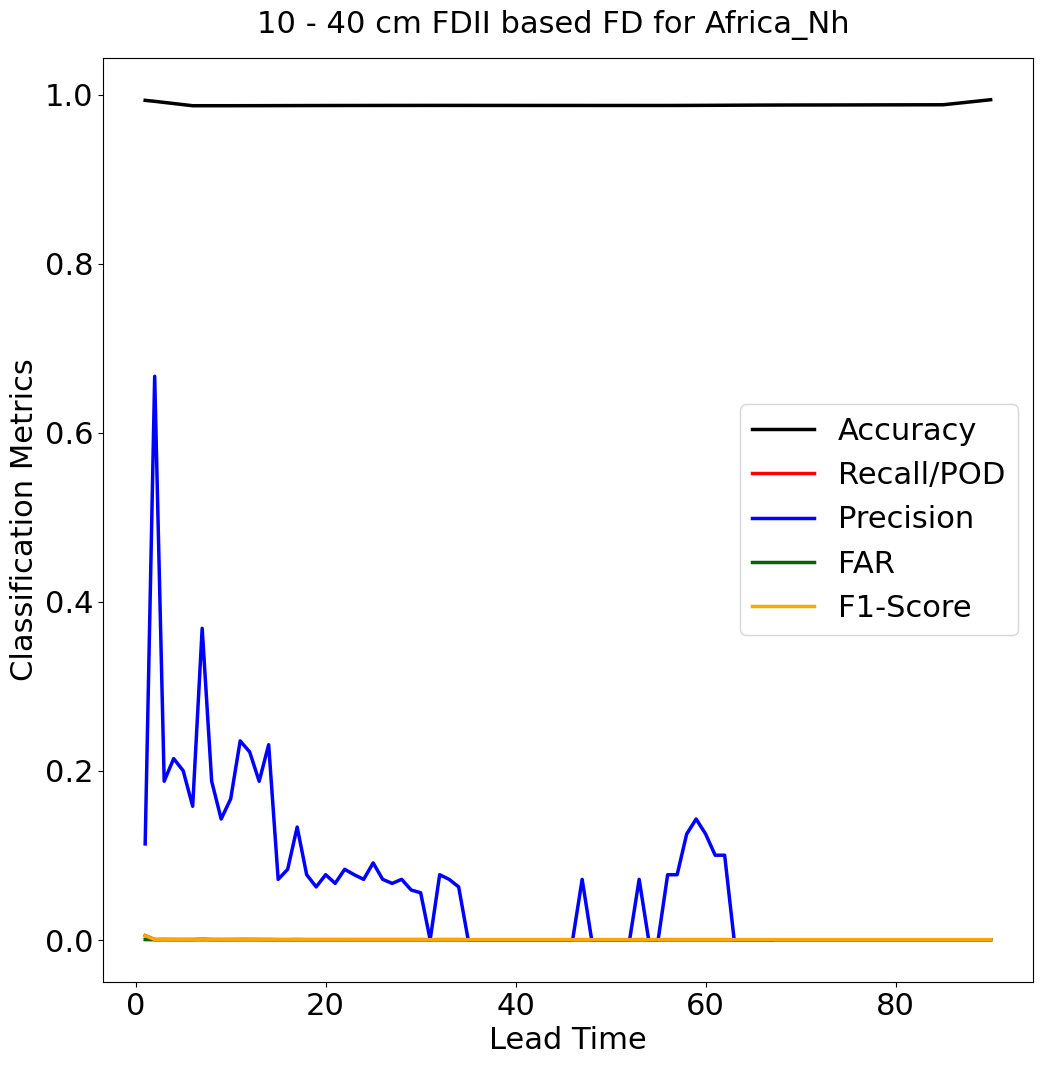 10 - 40 cm FDII based FD for Africa_Nh
1.0
0.8
0.6
0.4
0.2
0.0
Classification Metrics
Accuracy
Recall/POD
Precision
FAR
F1-Score
0 20 40 60 80
Lead Time